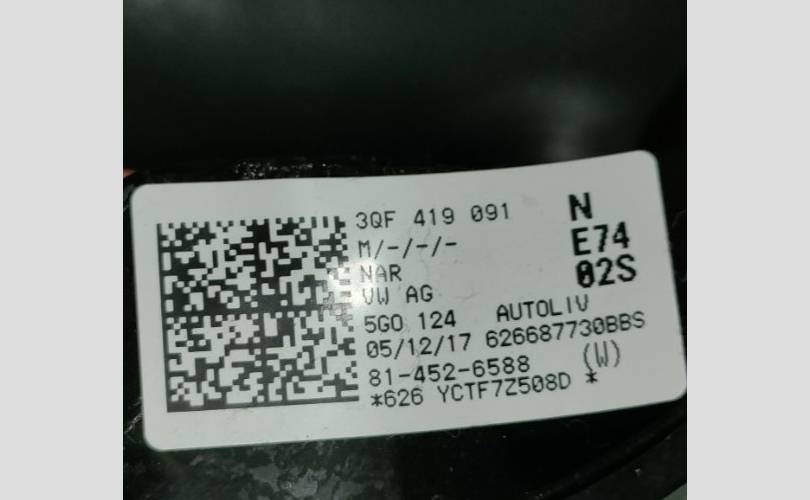 3QF 419 091
N
M/-/-/-
E74
NAR
02S
VW AG
5G0 124 AUTOLIV
05/12/17 626687730BBS
81-452-6588 (W)
*626 YCTF7Z508D *